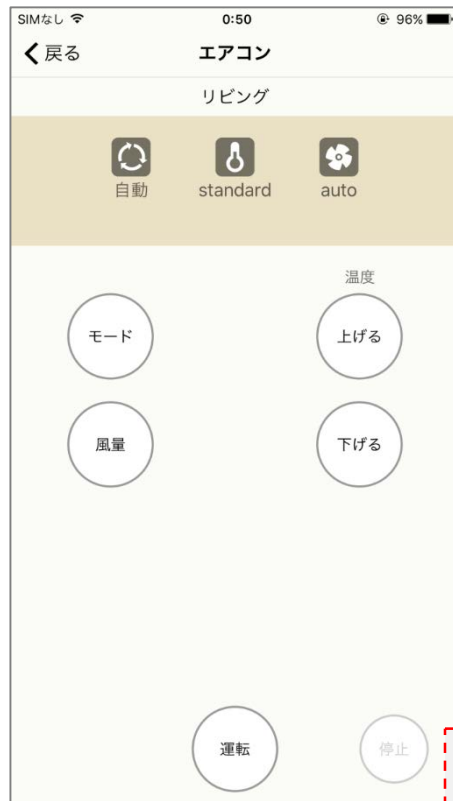 SIMなし 0:50 96%
戻る エアコン
リビング
自動 standard auto
温度
モード 上げる
風量 下げる
運転 停止